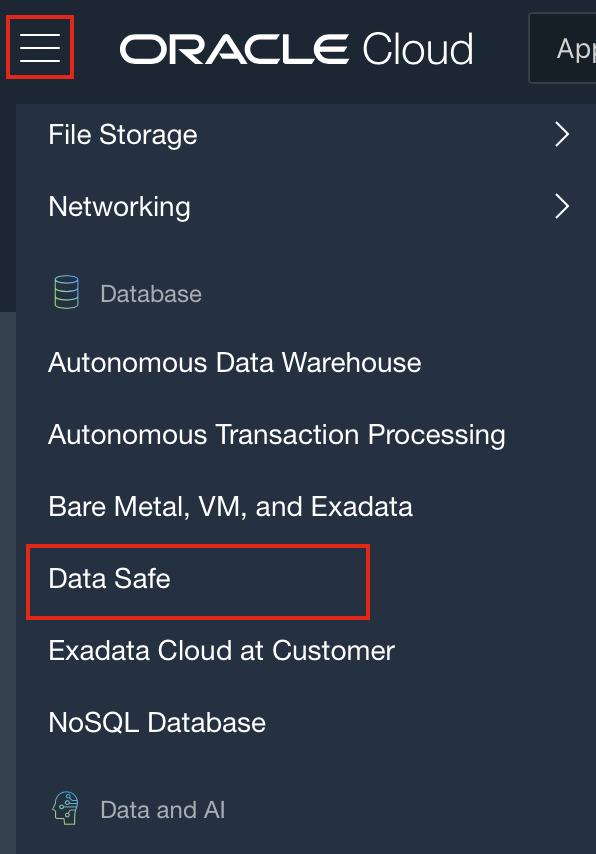 ORACLE Cloud
App
File Storage
Networking
Database
Autonomous Data Warehouse
Autonomous Transaction Processing
Bare Metal, VM, and Exadata
Data Safe
Exadata Cloud at Customer
NoSQL Database
Data and AI